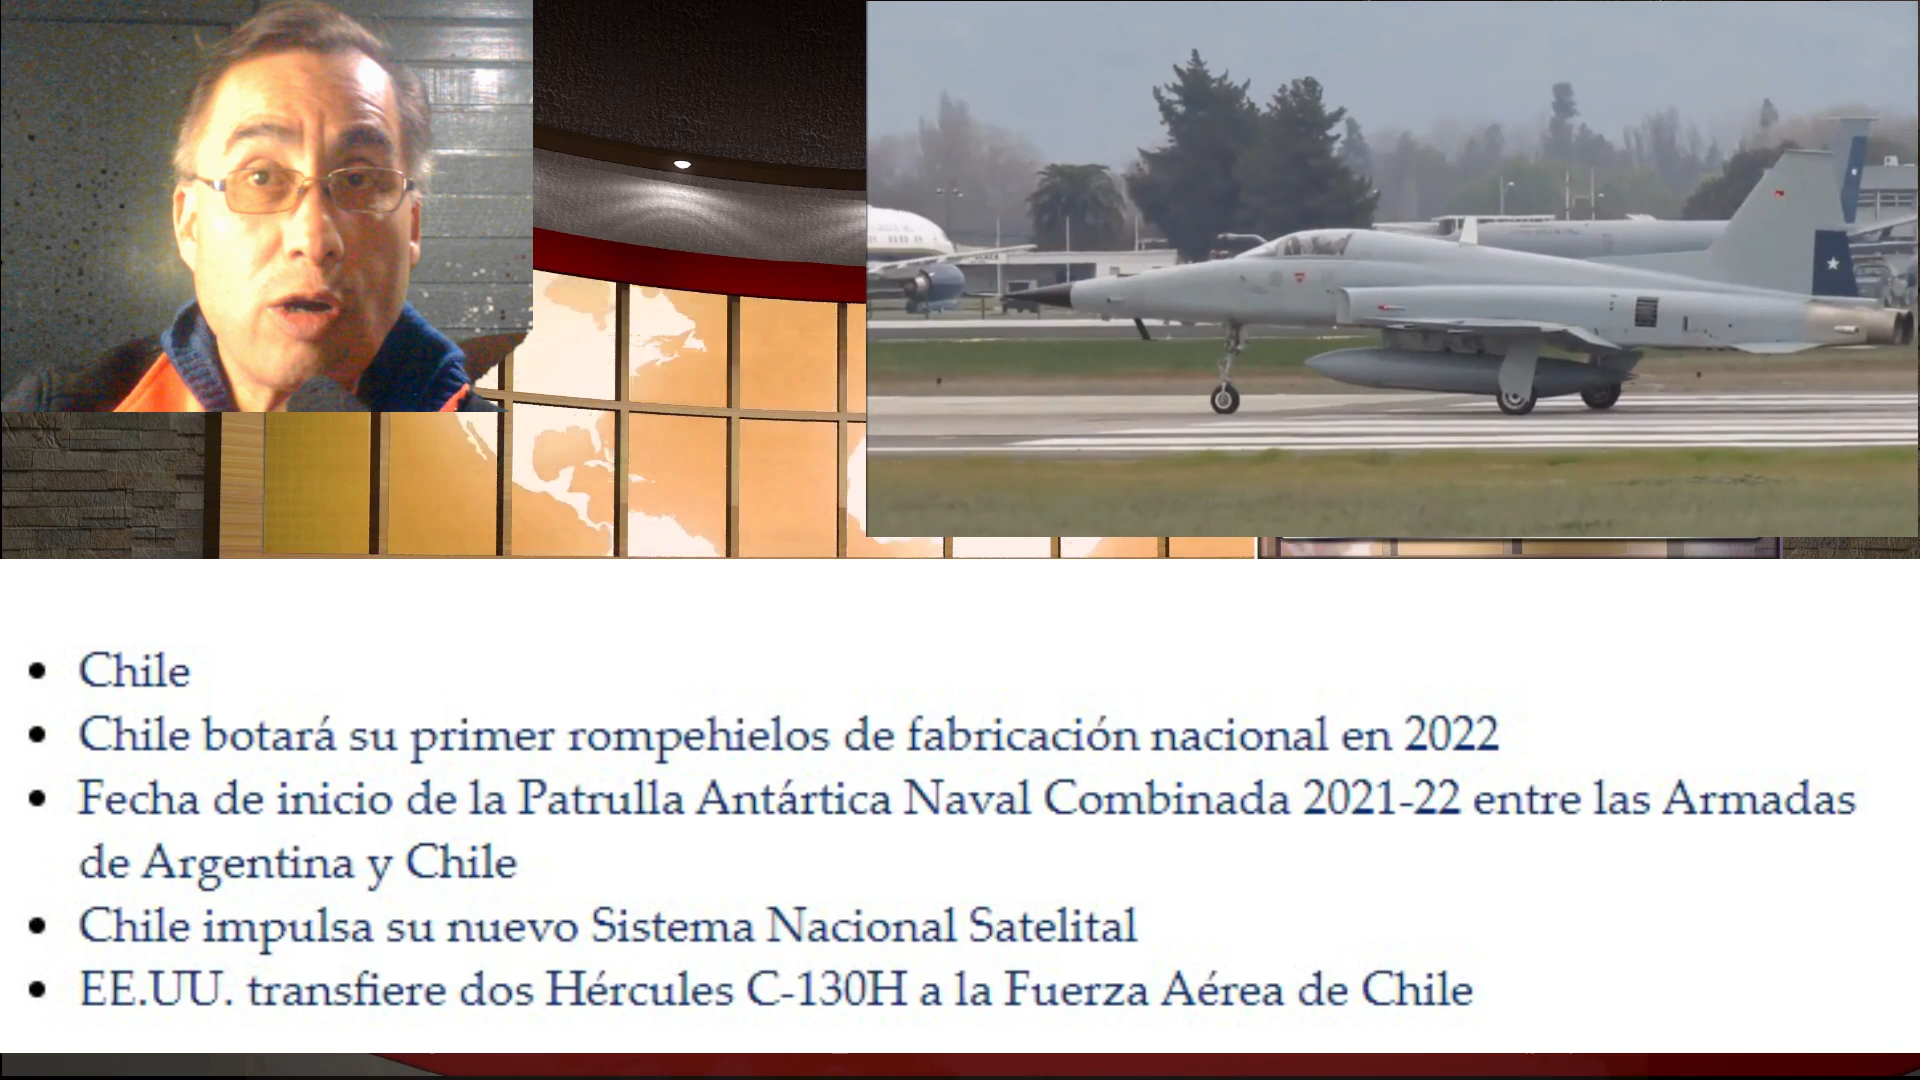 Chile
Chile botará su primer rompehielos de fabricación nacional en 2022
Fecha de inicio de la Patrulla Antártica Naval Combinada 2021-22 entre las Armadas
de Argentina y Chile
Chile impulsa su nuevo Sistema Nacional Satelital
EE.UU. transfiere dos Hércules C-130H a la Fuerza Aérea de Chile